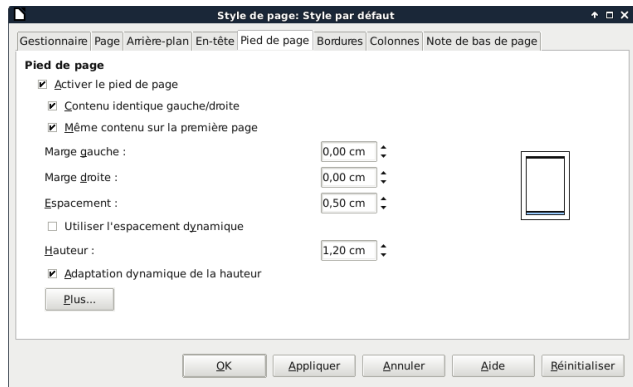 Style de page: Style par défaut
Gestionnaire Page Arrière-plan En-tête Pied de page Bordures Colonnes Note de bas de page
Pied de page
Activer le pied de page
Contenu identique gauche/droite
Même contenu sur la première page
Marge gauche : 0,00 cm
Marge droite : 0,00 cm
Espacement : 0,50 cm
Utiliser l'espacement dynamique
Hauteur : 1,20 cm
Adaptation dynamique de la hauteur
Plus...
OK Appliquer Annuler Aide Réinitialiser